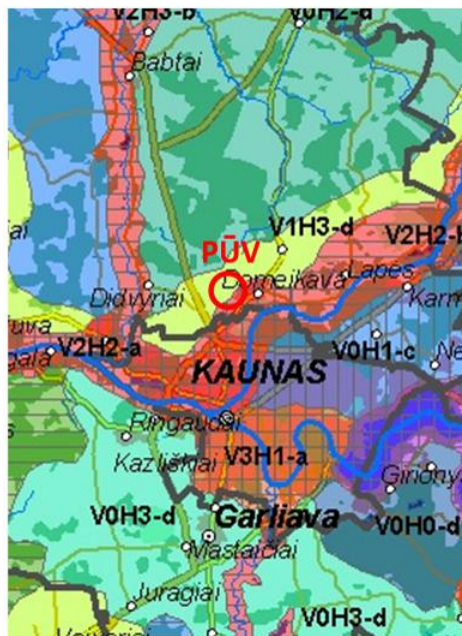 V2H3-b
V0H2-d
Babtai
V1H3-d
PŪV
V2H2-b
Domeikava
Lapės
Didvyriai
V2H2-a
V0H1-c
KAUNAS
Ringaudai
Kazliškiai
V3H1-a
V0H3-d
Garliava
V0H0-d
Mastaičiai
Juragiai
V0H3-d